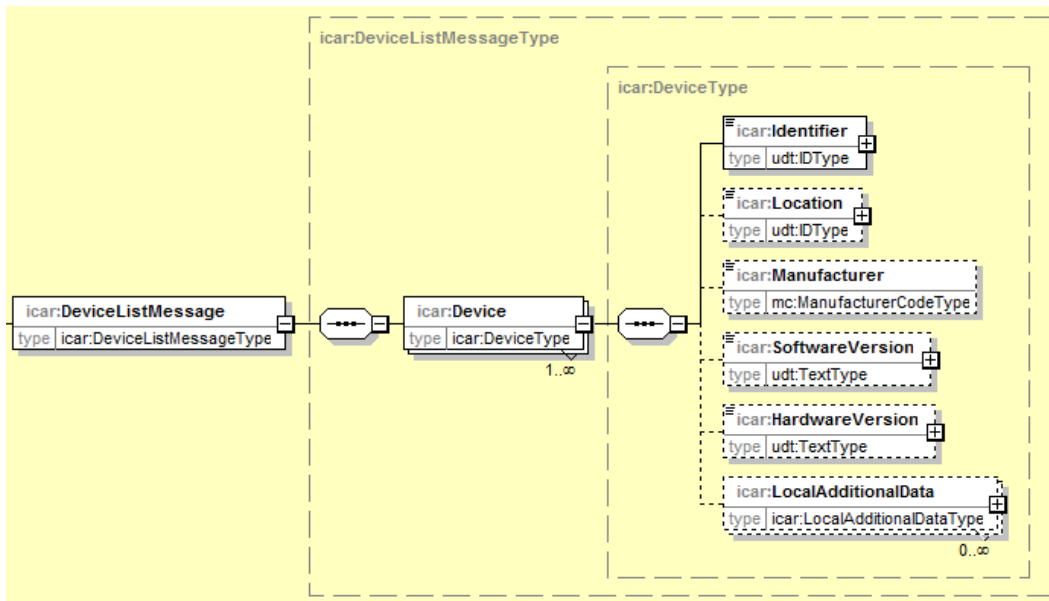 icar:DeviceListMessageType
icar:DeviceType
icar:Identifier
type udt:IDType
icar:Location
type udt:IDType
icar:Manufacturer
type mc:ManufacturerCodeType
icar:DeviceListMessage
type icar:DeviceListMessageType
icar:Device
type icar:DeviceType
1..∞
icar:SoftwareVersion
type udt:TextType
icar:HardwareVersion
type udt:TextType
icar:LocalAdditionalData
type icar:LocalAdditionalDataType
0..∞